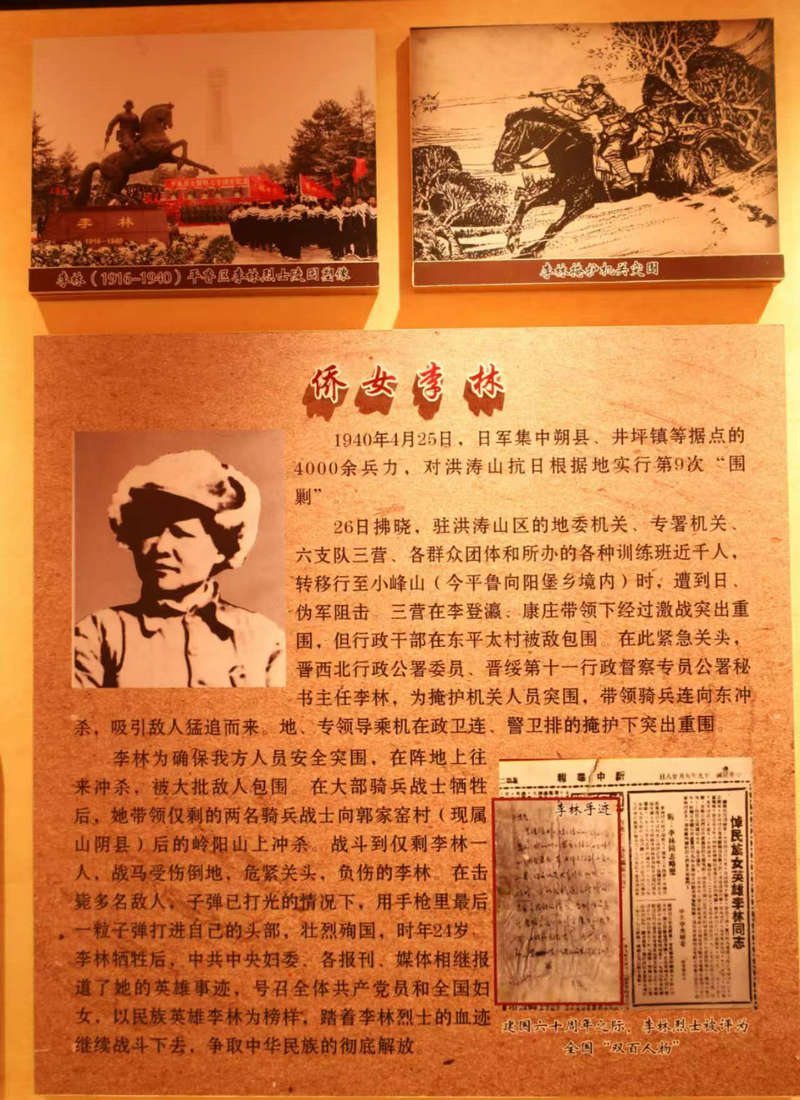 李林
1916-1940
李林（1916-1940）平鲁区李林烈士陵园塑像
李林掩护机关突围
侨女李林
1940年4月25日，日军集中朔县、井坪镇等据点的
4000余兵力，对洪涛山抗日根据地实行第9次“围
剿”
26日拂晓，驻洪涛山区的地委机关、专署机关、
六支队三营、各群众团体和所办的各种训练班近千人，
转移行至小峰山（今平鲁向阳堡乡境内）时，遭到日、
伪军阻击。三营在李登瀛、康庄带领下经过激战突出重
围，但行政干部在东平太村被敌包围。在此紧急关头，
晋西北行政公署委员、晋绥第十一行政督察专员公署秘
书主任李林，为掩护机关人员突围，带领骑兵连向东冲
杀，吸引敌人猛追而来。地、专领导乘机在政卫连、警卫排的掩护下突出重围。
李林为确保我方人员安全突围，在阵地上往
来冲杀，被大批敌人包围。在大部骑兵战士牺牲
后，她带领仅剩的两名骑兵战士向郭家窑村（现属
山阴县）后的岭阳山上冲杀。战斗到仅剩李林一
人，战马受伤倒地，危紧关头，负伤的李林。在击
毙多名敌人，子弹已打光的情况下，用手枪里最后
一粒子弹打进自己的头部，壮烈殉国，时年24岁。
李林牺牲后，中共中央妇委、各报刊、媒体相继报
道了她的英雄事迹，号召全体共产党员和全国妇
女，以民族英雄李林为榜样，踏着李林烈士的血迹
继续战斗下去，争取中华民族的彻底解放。
報華中新
李林手迹
悼民族女英雄李林同志
建国六十周年之际，李林烈士被评为
全国“双百人物”